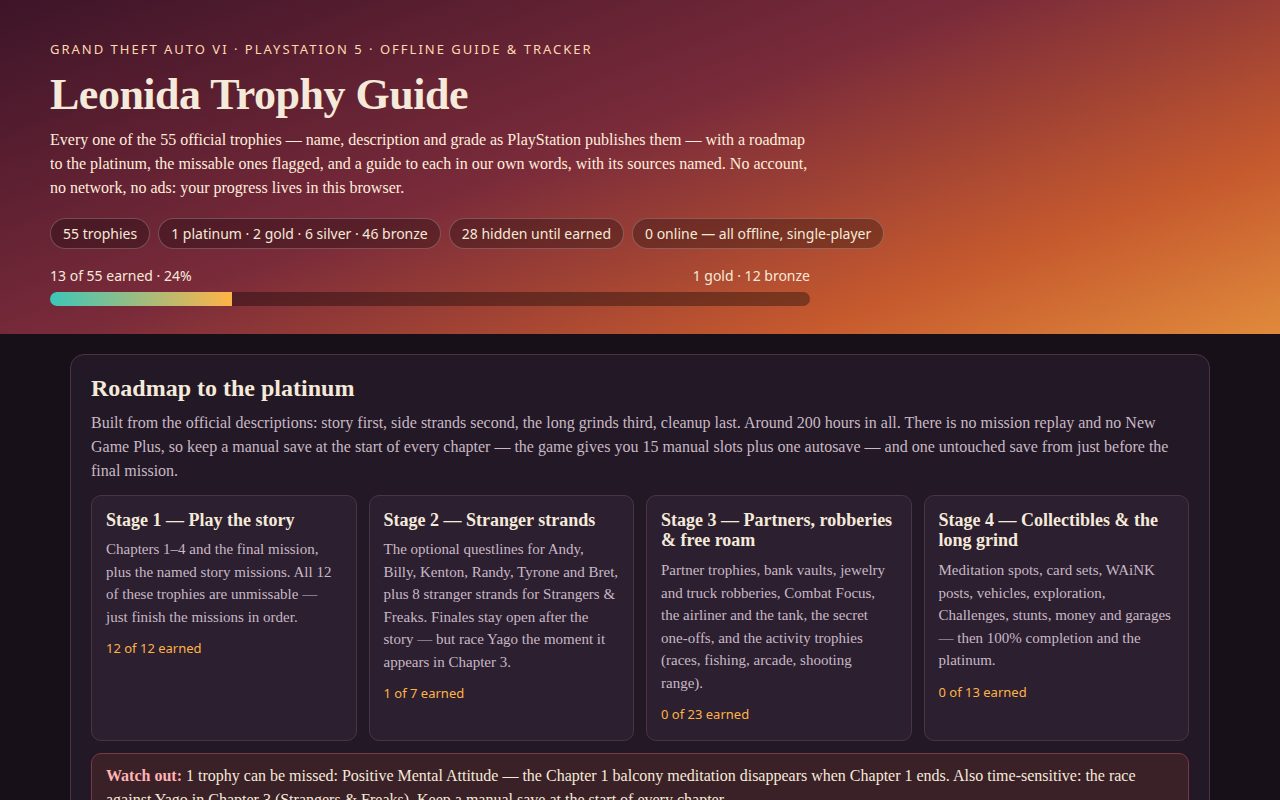 GRAND THEFT AUTO VI · PLAYSTATION 5 · OFFLINE GUIDE & TRACKER
Leonida Trophy Guide
Every one of the 55 official trophies — name, description and grade as PlayStation publishes them — with a roadmap
to the platinum, the missable ones flagged, and a guide to each in our own words, with its sources named. No account,
no network, no ads: your progress lives in this browser.
55 trophies
1 platinum · 2 gold · 6 silver · 46 bronze
28 hidden until earned
0 online — all offline, single-player
13 of 55 earned · 24%
1 gold · 12 bronze
Roadmap to the platinum
Built from the official descriptions: story first, side strands second, the long grinds third, cleanup last. Around 200 hours in all. There is no mission replay and no New
Game Plus, so keep a manual save at the start of every chapter — the game gives you 15 manual slots plus one autosave — and one untouched save from just before the
final mission.
Stage 1 — Play the story
Chapters 1–4 and the final mission,
plus the named story missions. All 12
of these trophies are unmissable —
just finish the missions in order.
12 of 12 earned
Stage 2 — Stranger strands
The optional questlines for Andy,
Billy, Kenton, Randy, Tyrone and Bret,
plus 8 stranger strands for Strangers &
Freaks. Finales stay open after the
story — but race Yago the moment it
appears in Chapter 3.
1 of 7 earned
Stage 3 — Partners, robberies
& free roam
Partner trophies, bank vaults, jewelry
and truck robberies, Combat Focus,
the airliner and the tank, the secret
one-offs, and the activity trophies
(races, fishing, arcade, shooting
range).
0 of 23 earned
Stage 4 — Collectibles & the
long grind
Meditation spots, card sets, WAiNK
posts, vehicles, exploration,
Challenges, stunts, money and garages
— then 100% completion and the
platinum.
0 of 13 earned
Watch out: 1 trophy can be missed: Positive Mental Attitude — the Chapter 1 balcony meditation disappears when Chapter 1 ends. Also time-sensitive: the race
against Yago in Chapter 3 (Strangers & Freaks). Keep a manual save at the start of every chapter.